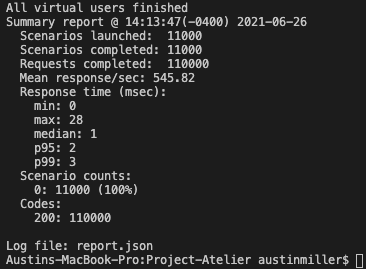 All virtual users finished
Summary report @ 14:13:47(-0400) 2021-06-26
Scenarios launched: 11000
Scenarios completed: 11000
Requests completed: 110000
Mean response/sec: 545.82
Response time (msec):
min: 0
max: 28
median: 1
p95: 2
p99: 3
Scenario counts:
0: 11000 (100%)
Codes:
200: 110000
Log file: report.json
Austins-MacBook-Pro:Project-Atelier austinmiller$